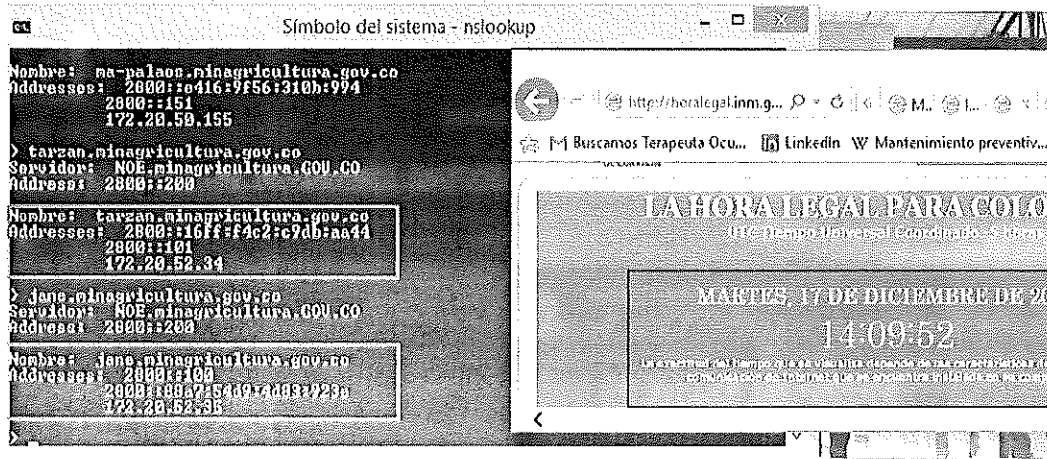 Símbolo del sistema - nslookup
Nombre: ma-palaos.minagricultura.gov.co
Addresses: 2800::e416:9f56:310b:994
2800::151
172.20.50.155
> tarzan.minagricultura.gov.co
Servidor: NOE.minagricultura.GOV.CO
Address: 2800::200
Nombre: tarzan.minagricultura.gov.co
Addresses: 2800::16ff:f4c2:c9db:aa44
2800::101
172.20.52.34
> jane.minagricultura.gov.co
Servidor: NOE.minagricultura.GOV.CO
Address: 2800::200
Nombre: jane.minagricultura.gov.co
Addresses: 2800::100
172.20.52.35
>
http://horalegal.inm.g...
M...
Buscamos Terapeuta Ocu... LinkedIn Mantenimiento preventiv...
LA HORA LEGAL PARA COLO
UTC Tiempo Universal Coordinado
MARTES, 17 DE DICIEMBRE DE 20
14:09:52